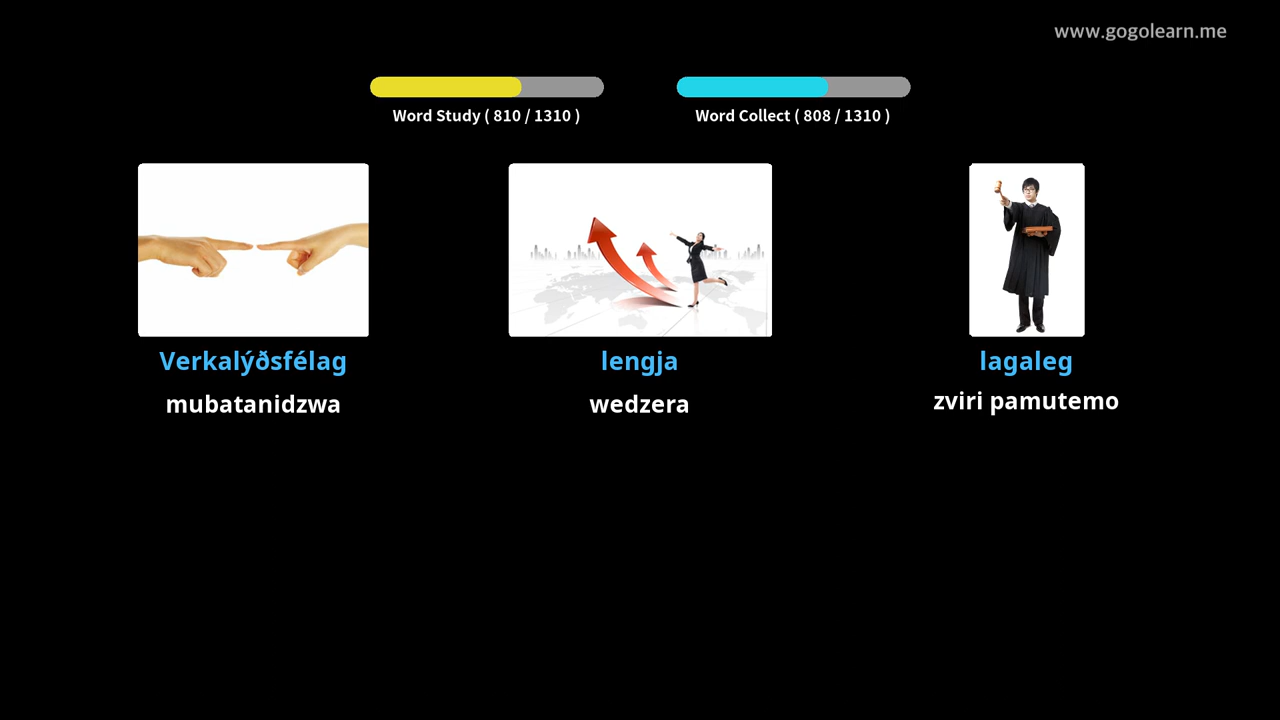 www.gogolearn.me
Word Study ( 810 / 1310 )
Word Collect ( 808 / 1310 )
Verkalýðsfélag
mubatanidzwa
lengja
wedzera
lagaleg
zviri pamutemo